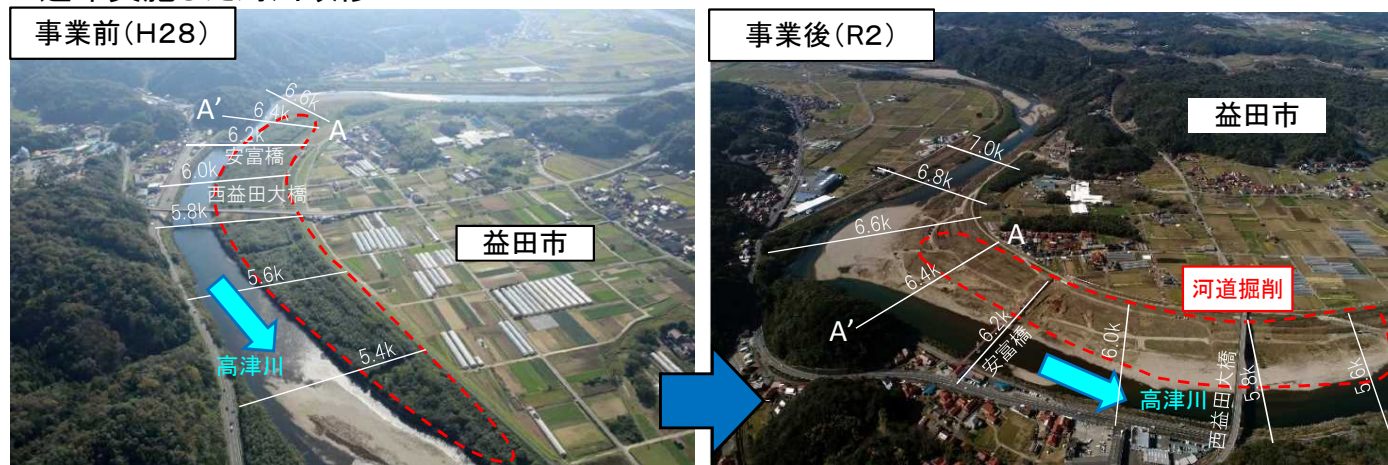 事業前(H28)
6.6k
A'
6.4k
A
6.2k
安富橋
6.0k
西益田大橋
5.8k
益田市
5.6k
高津川
5.4k
事業後(R2)
益田市
7.0k
6.8k
6.6k
A
6.4k
河道掘削
A'
6.2k
安富橋
6.0k
西益田大橋
5.8k
5.6k
高津川